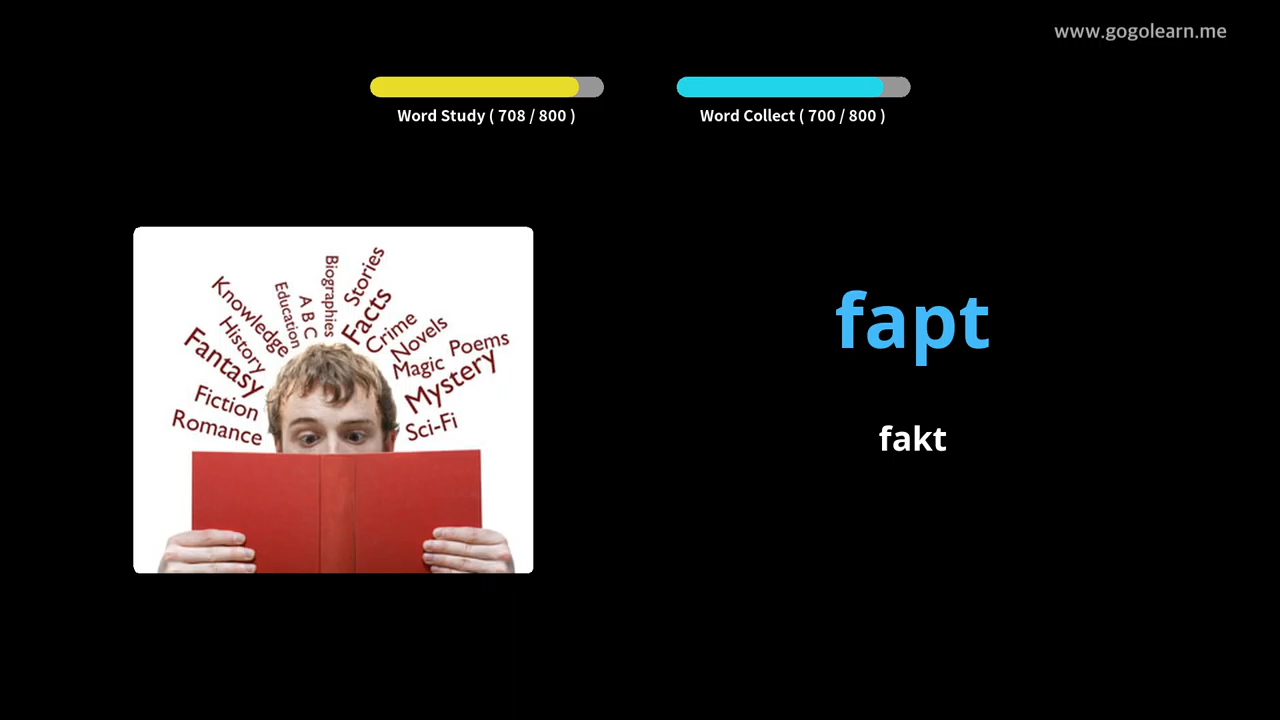 www.gogolearn.me
Word Study ( 708 / 800 )
Word Collect ( 700 / 800 )
Knowledge
Education
A B C
Biographies
Stories
Facts
Crime
Novels
Poems
History
Magic
Mystery
Fantasy
Fiction
Romance
Sci-Fi
fapt
fakt